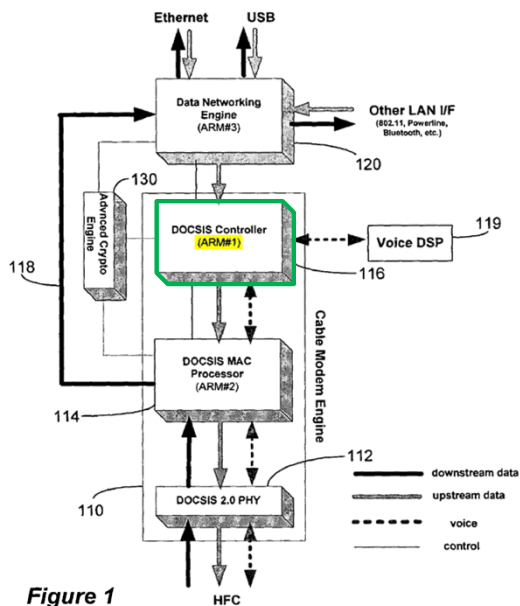 Ethernet
USB
Data Networking
Engine
(ARM#3)
Other LAN I/F
(802.11, Powerline,
Bluetooth, etc.)
120
130
Advnced Crypto
Engine
118
DOCSIS Controller
(ARM#1)
116
Voice DSP
119
DOCSIS MAC
Processor
(ARM#2)
114
Cable Modem Engine
112
110
DOCSIS 2.0 PHY
downstream data
upstream data
voice
control
HFC
Figure 1